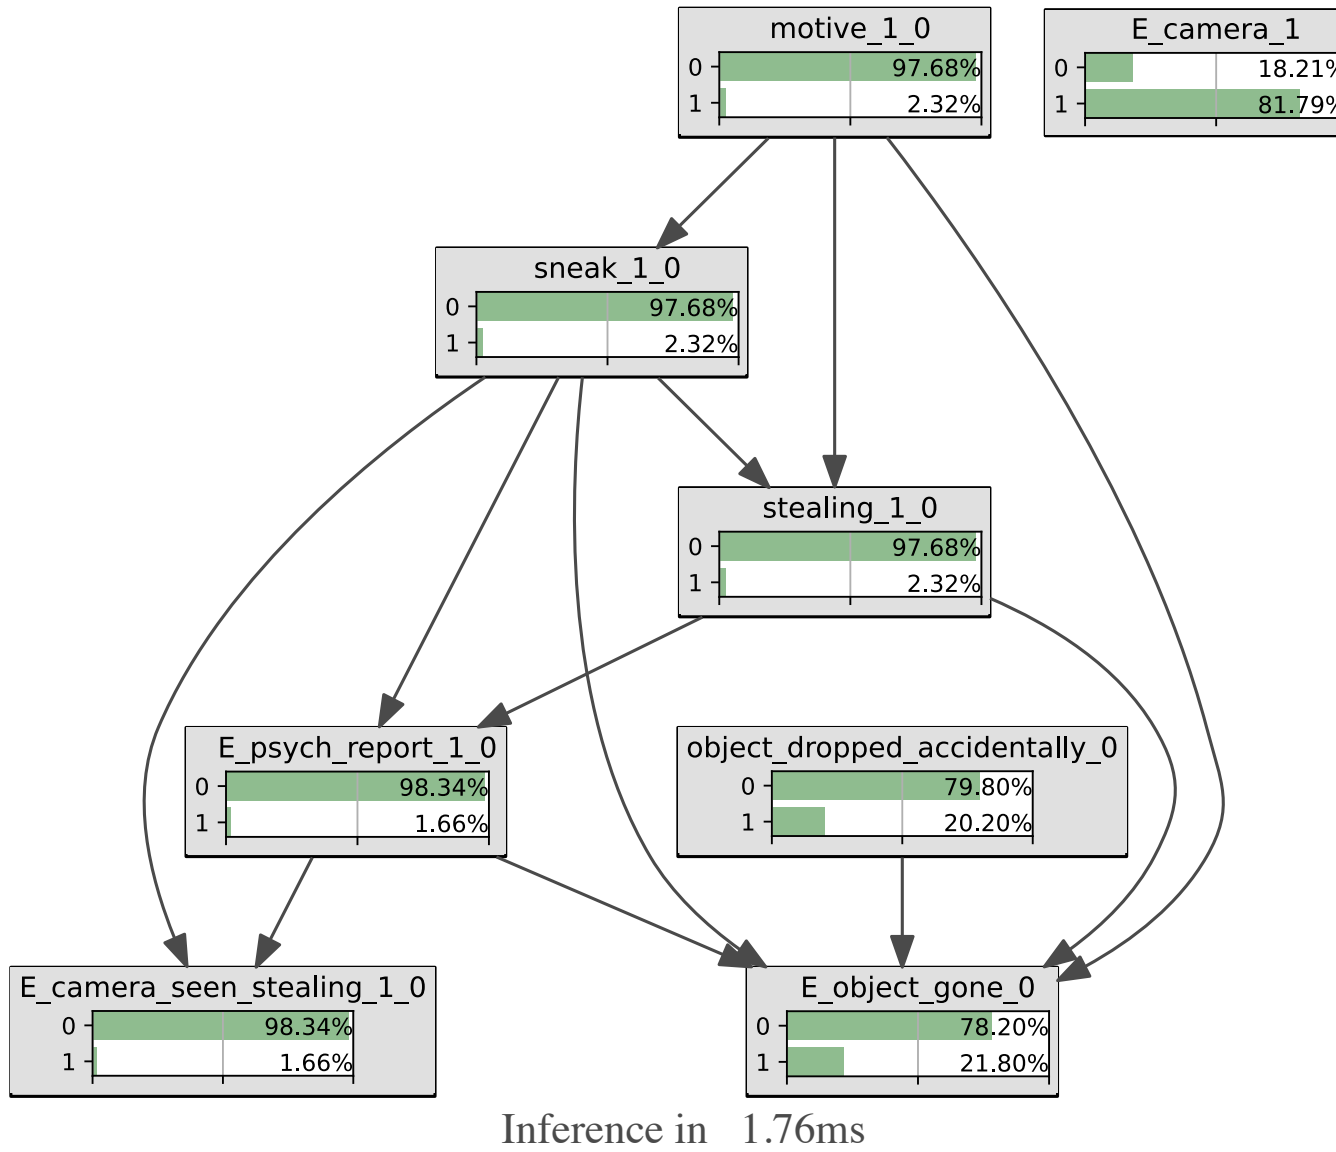 motive_1_0
0 97.68%
1 2.32%
E_camera_1
0 18.21%
1 81.79%
sneak_1_0
0 97.68%
1 2.32%
stealing_1_0
0 97.68%
1 2.32%
E_psych_report_1_0
0 98.34%
1 1.66%
object_dropped_accidentally_0
0 79.80%
1 20.20%
E_camera_seen_stealing_1_0
0 98.34%
1 1.66%
E_object_gone_0
0 78.20%
1 21.80%
Inference in 1.76ms